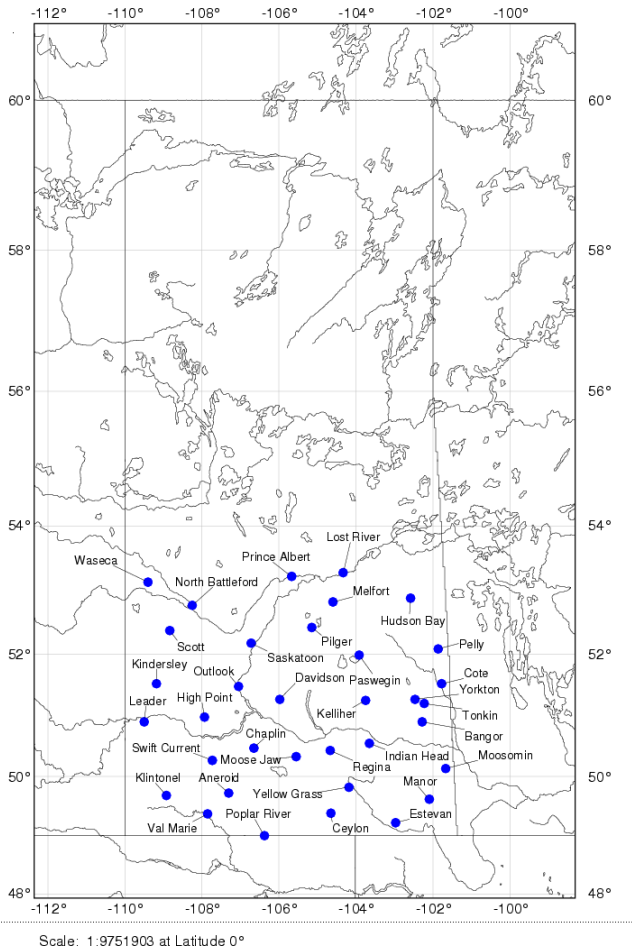 -112° -110° -108° -106° -104° -102° -100°
60° 60°
58° 58°
56° 56°
54° 54°
Lost River
Prince Albert
Waseca
North Battleford
Melfort
Hudson Bay
Scott
Pilger
Pelly
52° 52°
Saskatoon
Kindersley
Outlook
Davidson
Paswegin
Cote
Yorkton
Leader
High Point
Kelliher
Tonkin
Chaplin
Bangor
Swift Current
Moose Jaw
Indian Head
Moosomin
Regina
50° 50°
Klintonel
Aneroid
Manor
Yellow Grass
Poplar River
Estevan
Val Marie
Ceylon
48° 48°
-112° -110° -108° -106° -104° -102° -100°
Scale: 1:9751903 at Latitude 0°